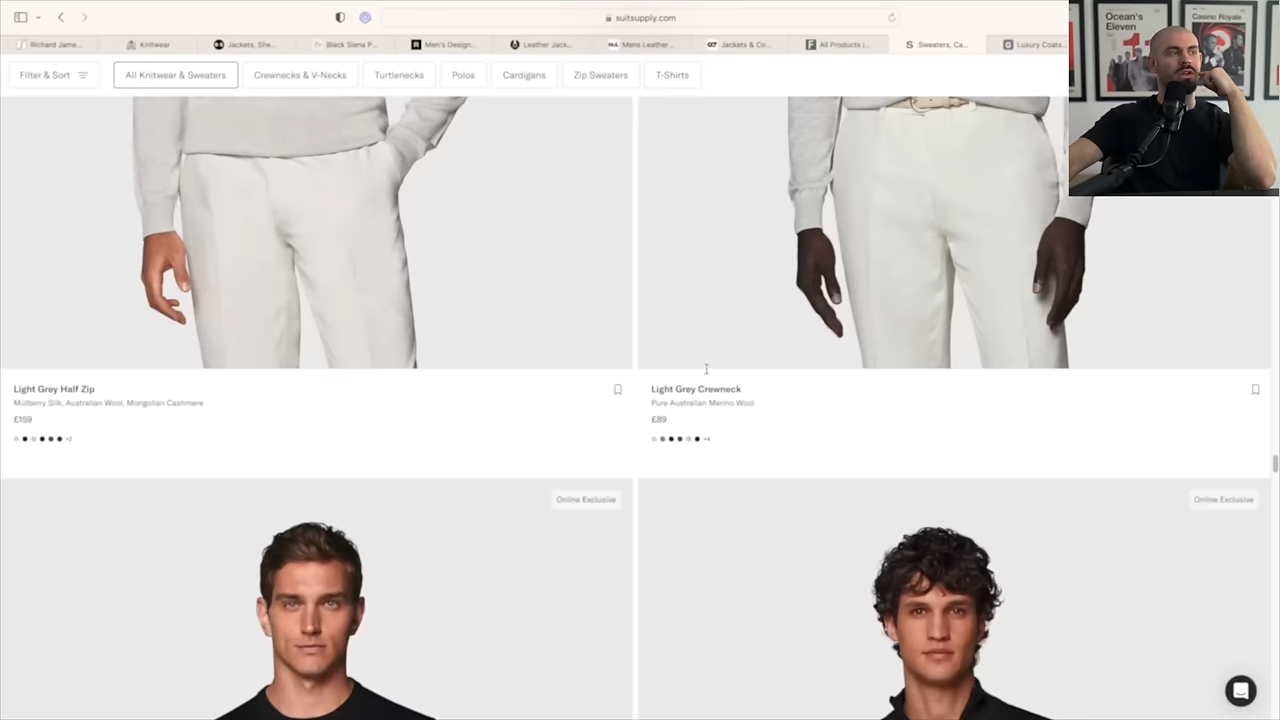 suitsupply.com
Richard Jame...
Knitwear
Jackets, She...
Black Siena P...
Men's Design...
Leather Jack...
Mens Leather...
Jackets & Co...
All Products |...
Sweaters, Ca...
Luxury Coats...
Ocean's
Eleven
11
Casino Royale
Filter & Sort
All Knitwear & Sweaters
Crewnecks & V-Necks
Turtlenecks
Polos
Cardigans
Zip Sweaters
T-Shirts
Light Grey Half Zip
Mulberry Silk, Australian Wool, Mongolian Cashmere
£159
+2
Light Grey Crewneck
Pure Australian Merino Wool
£89
+4
Online Exclusive
Online Exclusive